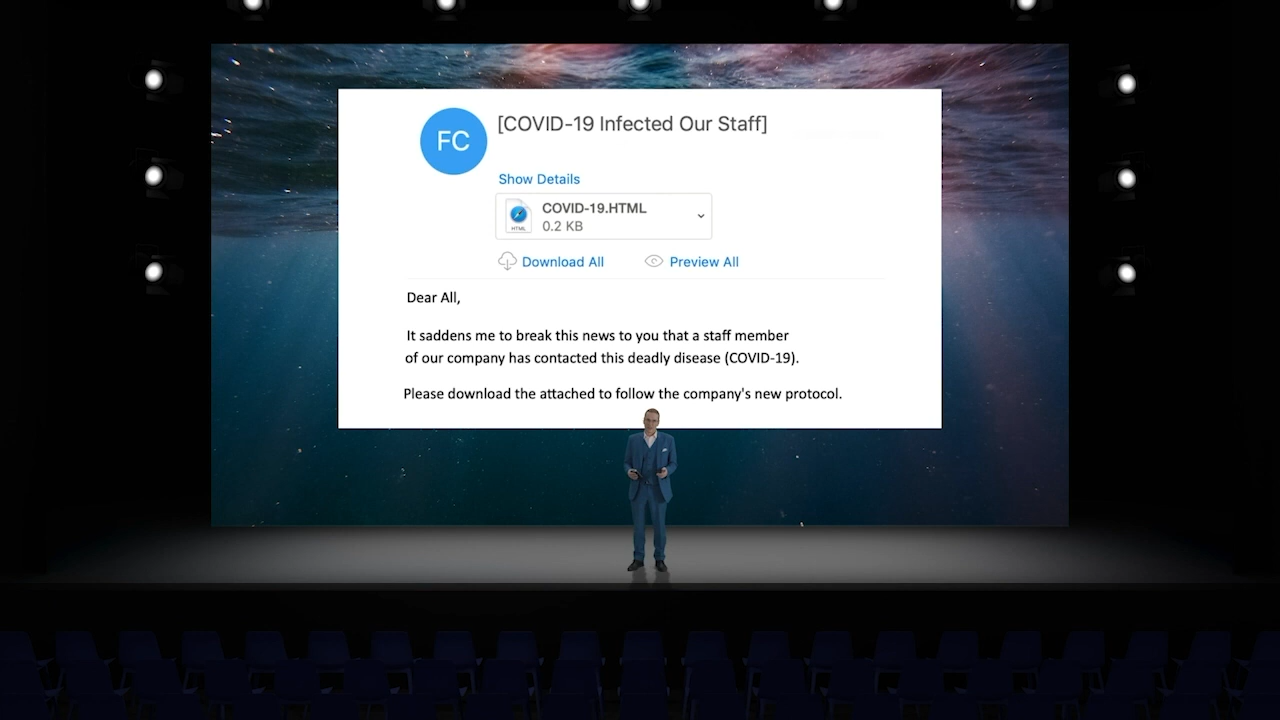 FC
[COVID-19 Infected Our Staff]
Show Details
COVID-19.HTML
HTML
0.2 KB
Download All
Preview All
Dear All,
It saddens me to break this news to you that a staff member
of our company has contacted this deadly disease (COVID-19).
Please download the attached to follow the company's new protocol.